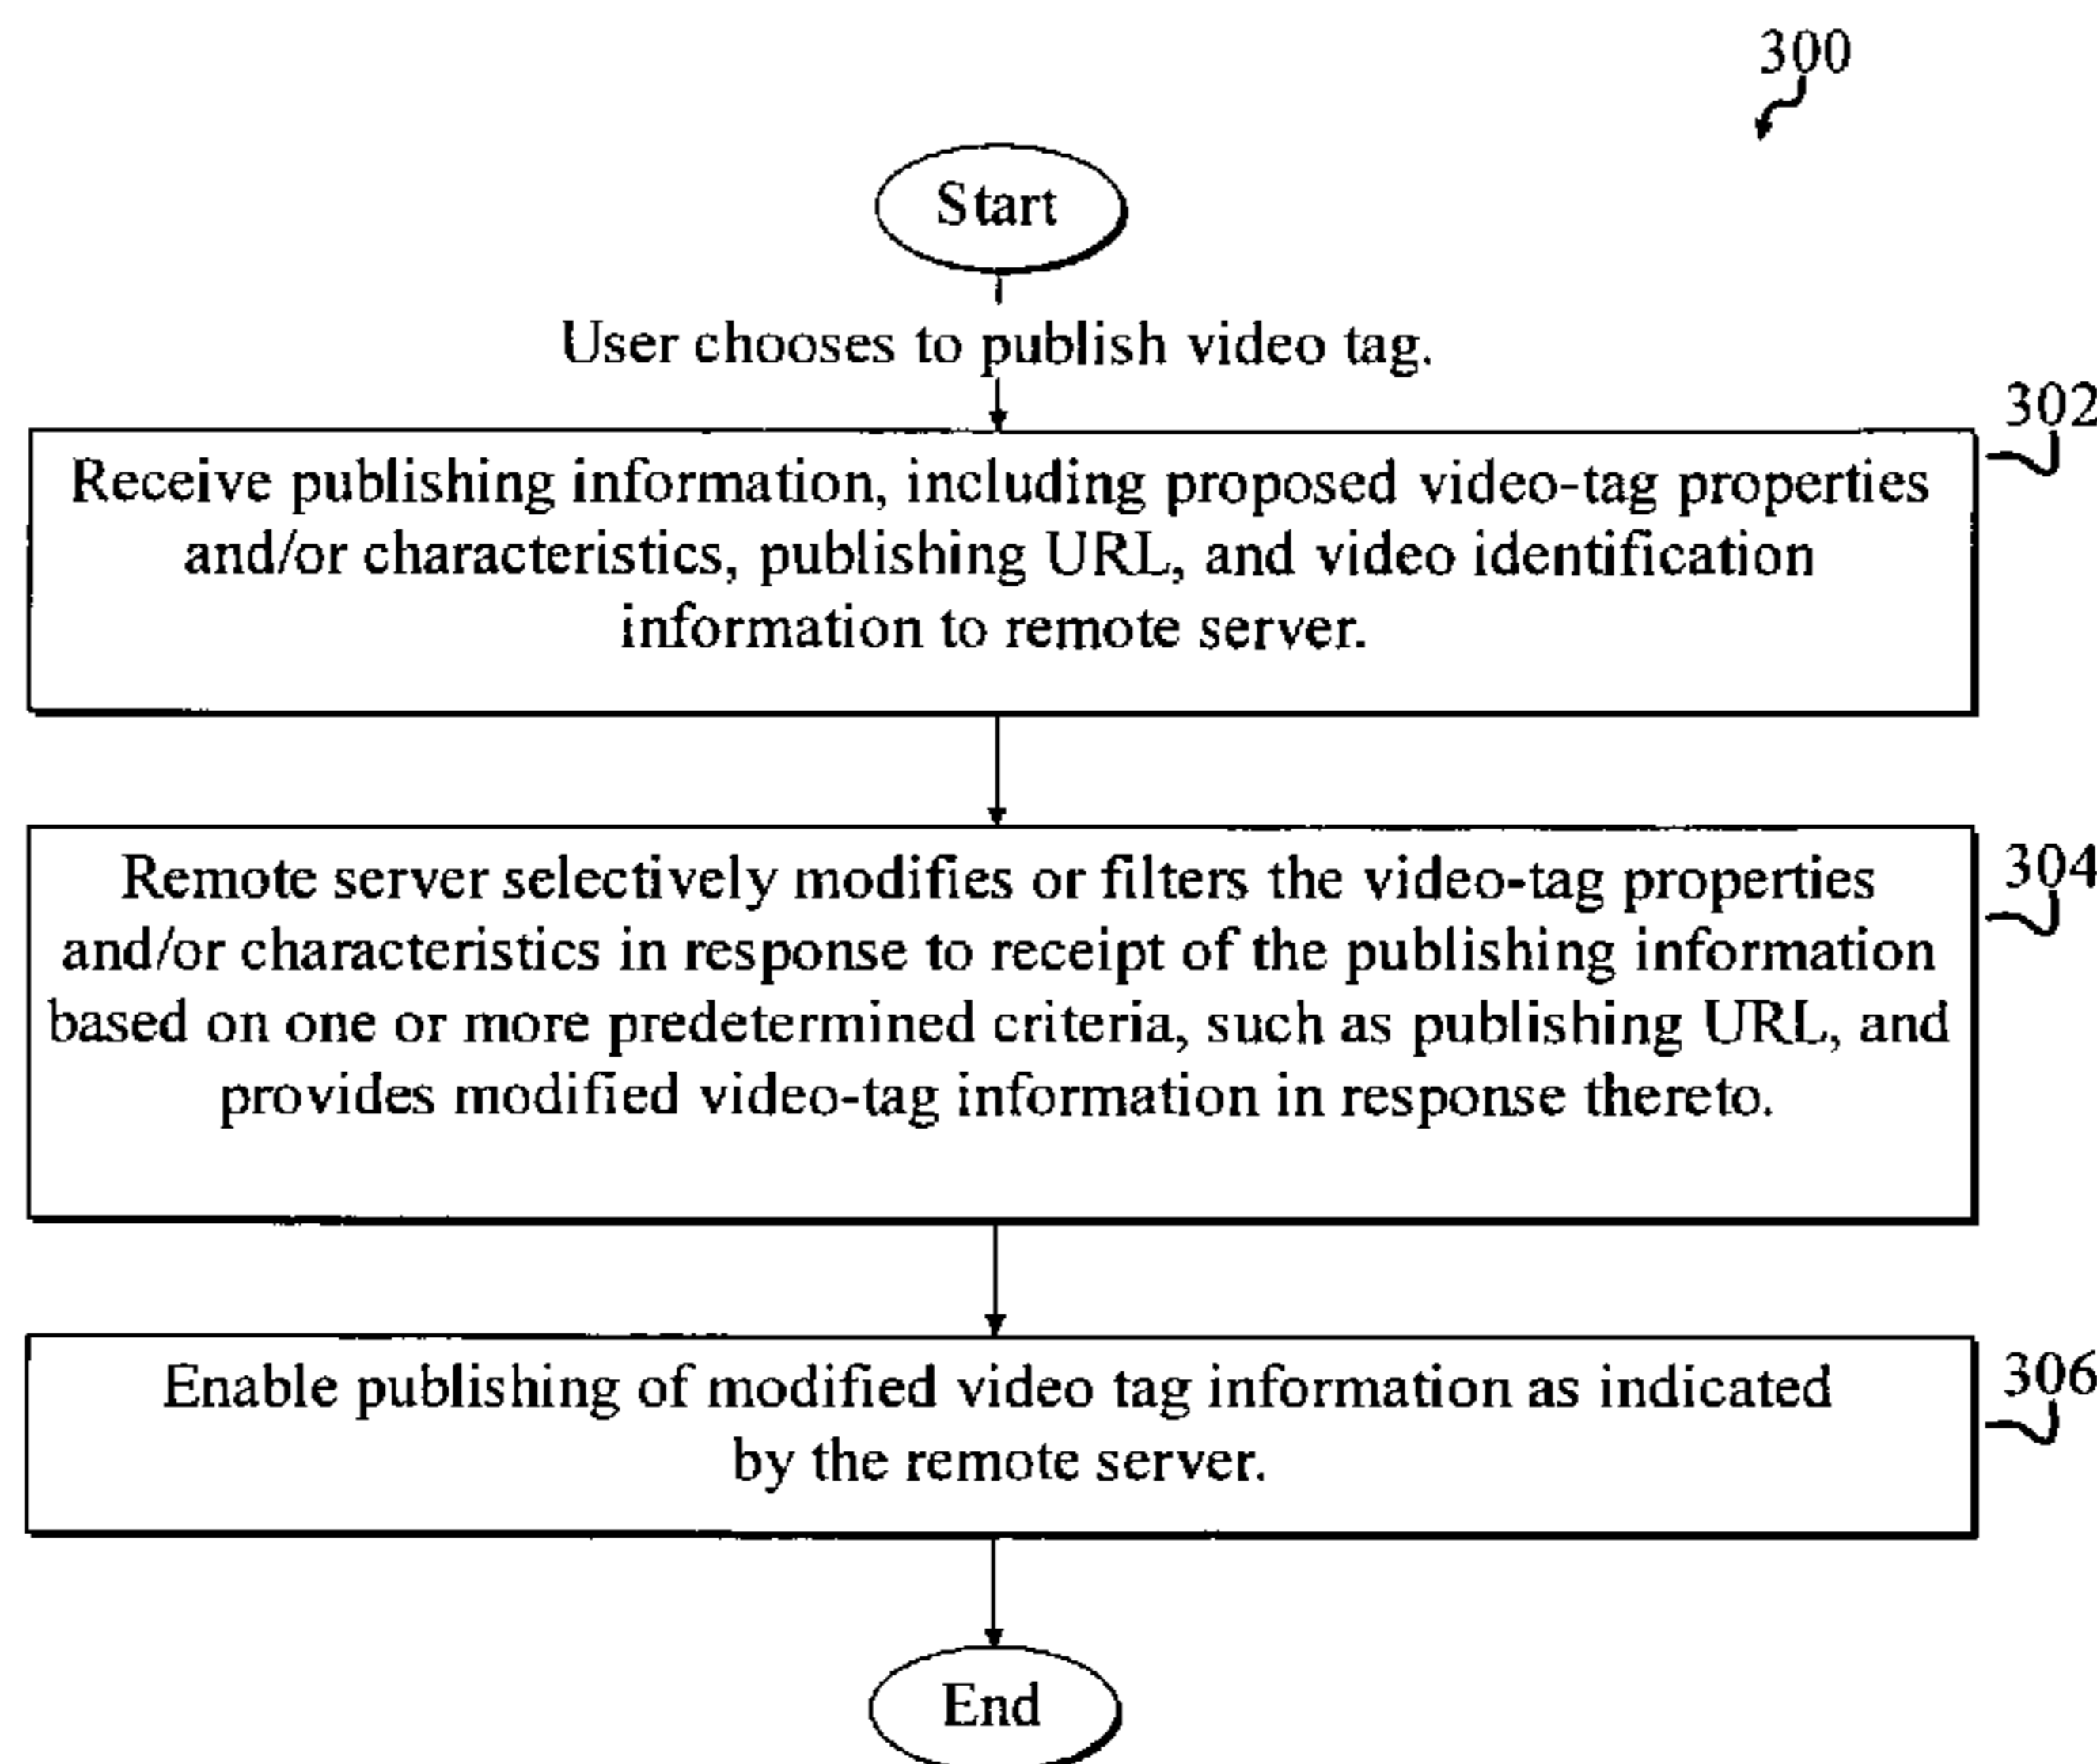 300
Start
User chooses to publish video tag.
302
Receive publishing information, including proposed video-tag properties
and/or characteristics, publishing URL, and video identification
information to remote server.
304
Remote server selectively modifies or filters the video-tag properties
and/or characteristics in response to receipt of the publishing information
based on one or more predetermined criteria, such as publishing URL, and
provides modified video-tag information in response thereto.
306
Enable publishing of modified video tag information as indicated
by the remote server.
End